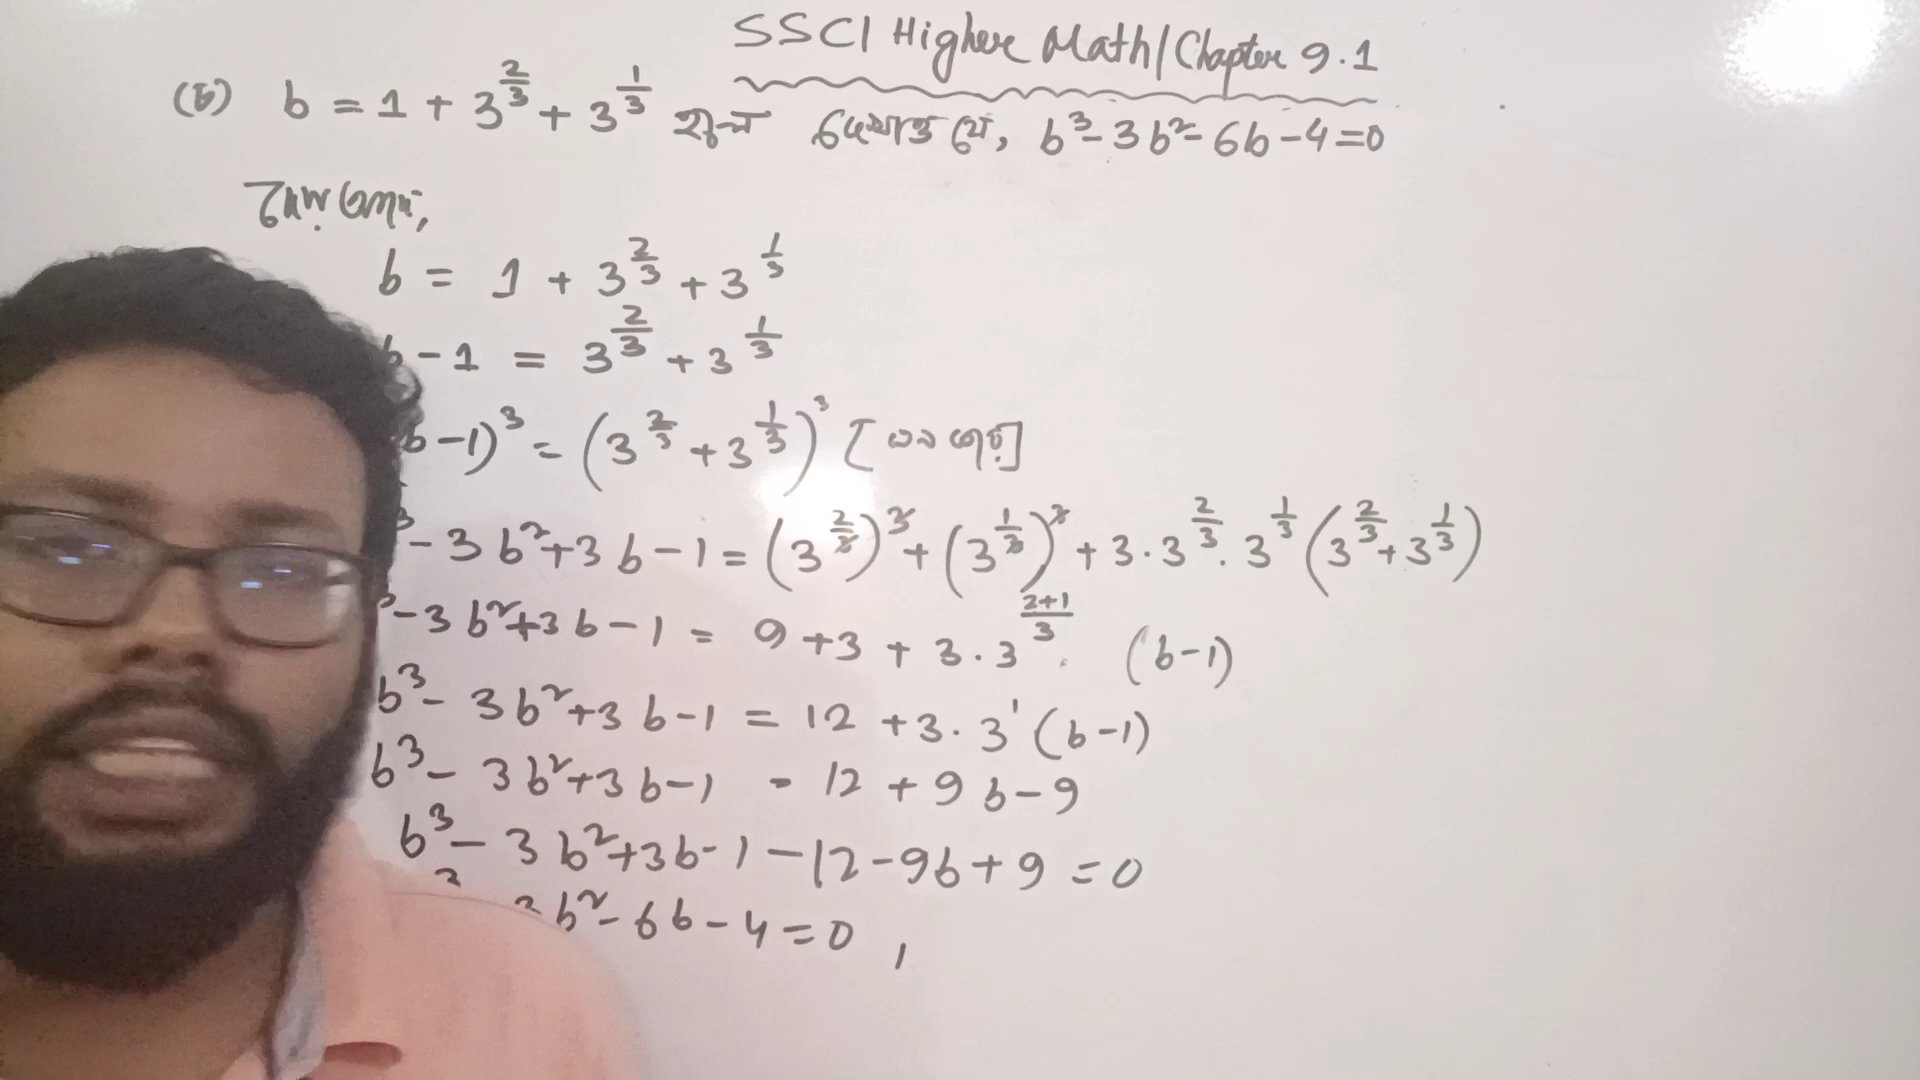 SSC | Higher Math | Chapter 9.1
(চ) b = 1 + 3^{2/3} + 3^{1/3} হলে দেখাও যে, b³ - 3b² - 6b - 4 = 0
b = 1 + 3^{2/3} + 3^{1/3}
b - 1 = 3^{2/3} + 3^{1/3}
b - 1)³ = (3^{2/3} + 3^{1/3})³ [ঘন করে]
³ - 3b² + 3b - 1 = (3^{2/3})³ + (3^{1/3})³ + 3 . 3^{2/3} . 3^{1/3} (3^{2/3} + 3^{1/3})
³ - 3b² + 3b - 1 = 9 + 3 + 3 . 3^{(2+1)/3} . (b - 1)
b³ - 3b² + 3b - 1 = 12 + 3 . 3¹ (b - 1)
b³ - 3b² + 3b - 1 = 12 + 9b - 9
b³ - 3b² + 3b - 1 - 12 - 9b + 9 = 0
3b² - 6b - 4 = 0